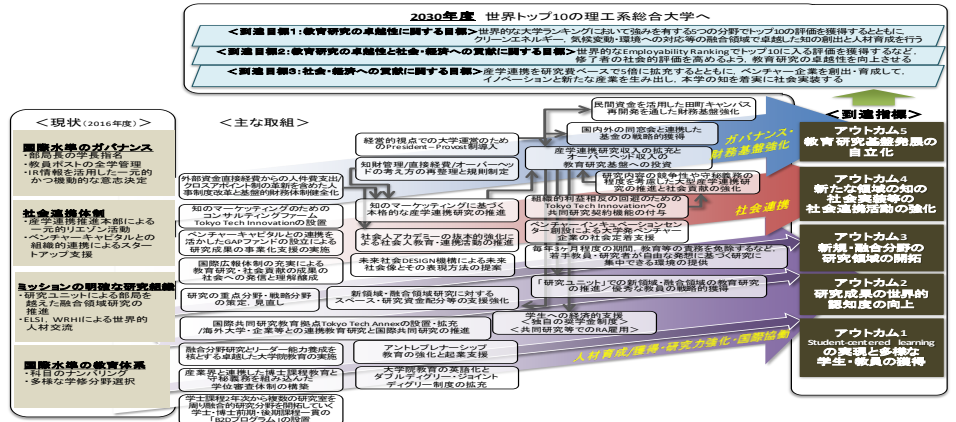 2030年度 世界トップ10の理工系総合大学へ
＜到達目標1：教育研究の卓越性に関する目標＞世界的な大学ランキングにおいて強みを有する5つの分野でトップ10の評価を獲得するとともに
クリーンエネルギー，気候変動・環境への対応等の融合領域で卓越した知の創出と人材育成を行う
＜到達目標2：教育研究の卓越性と社会・経済への貢献に関する目標＞世界的なEmployability Rankingでトップ10に入る評価を獲得するなど，
修了者の社会的評価を高めるよう，教育研究の卓越性を向上させる
＜到達目標3：社会・経済への貢献に関する目標＞産学連携を研究費ベースで5倍に拡充するとともに，ベンチャー企業を創出・育成して，
イノベーションと新たな産業を生み出し，本学の知を着実に社会実装する
＜現状（2016年度）＞
国際水準のガバナンス
・部局長の学長指名
・教員ポストの全学管理
・IR情報を活用した一元的
かつ機動的な意志決定
社会連携体制
・産学連携推進本部による
一元的リエゾン活動
・ベンチャーキャピタルとの
組織的連携によるスター
トアップ支援
ミッションの明確な研究組織
・研究ユニットによる部局を
越えた融合領域研究の
推進
・ELSI，WRHIによる世界的
人材交流
国際水準の教育体系
・科目のナンバリング
・多様な学修分野選択
＜主な取組＞
民間資金を活用した田町キャンパス
再開発を通した財務基盤強化
国内外の同窓会と連携した
基金の戦略的獲得
経営的視点での大学運営のため
のPresident－Provost制導入
産学連携研究収入の拡充と
オーバーヘッド収入の
教育研究基盤への投資
知財管理/直接経費/オーバーヘッ
ドの考え方の再整理と規則制定
外部資金直接経費からの人件費支出/
クロスアポイント制の革新を含めた人
事制度改革と基盤的財務体制健全化
ガバナンス・
財務基盤強化
研究内容の競争性や守秘義務の
程度を考慮した大型産学連携研
究の推進と社会貢献の強化
知のマーケティングのための
コンサルティングファーム
Tokyo Tech Innovationの設置
知のマーケティングに基づく
本格的な産学連携研究の推進
組織的利益相反の回避のための
Tokyo Tech Innovationへの
共同研究契約機能の付与
社会連携
ベンチャーキャピタルとの連携を
活かしたGAPファンドの設立による
研究成果の事業化支援の実施
社会人アカデミーの抜本的強化に
よる社会人教育・連携活動の推進
ベンチャーインキュベーションセン
ター創設による大学発ベンチャー
企業の社会定着支援
国際広報体制の充実による
教育研究・社会貢献の成果の
社会への発信と理解醸成
未来社会DESIGN機構による未来
社会像とその表現方法の提案
毎年3ヶ月程度の期間，教育等の責務を免除するなど，
若手教員・研究者が自由な発想に基づく研究に
集中できる環境の提供
研究の重点分野・戦略分野
の策定，見直し
新領域・融合領域研究に対する
スペース・研究資金配分等の支援強化
「研究ユニット」での新領域・融合領域の教育研究
の推進／優秀な教員の戦略的獲得
国際共同研究教育拠点Tokyo Tech Annexの設置・拡充
/海外大学・企業等との連携教育研究と国際共同研究の推進
学生への経済的支援
＜独自の奨学金制度＞
＜共同研究等でのRA雇用＞
融合分野研究とリーダー能力養成を
核とする卓越した大学院教育の実施
アントレプレナーシップ
教育の強化と起業支援
人材育成/獲得・研究力強化・国際協働
産業界と連携した博士課程教育と
守秘義務を組み込んだ
学位審査体制の構築
大学院教育の英語化と
ダブルディグリー・ジョイント
ディグリー制度の拡充
学士課程2年次から複数の研究室を
周り融合的研究分野を開拓していく
学士・博士前期・後期課程一貫の
「B2Dプログラム」の設置
＜到達指標＞
アウトカム5
教育研究基盤発展の
自立化
アウトカム4
新たな領域の知の
社会実装等の
社会連携活動の強化
アウトカム3
新規・融合分野の
研究領域の開拓
アウトカム2
研究成果の世界的
認知度の向上
アウトカム1
Student-centered learning
の実現と多様な
学生・教員の獲得